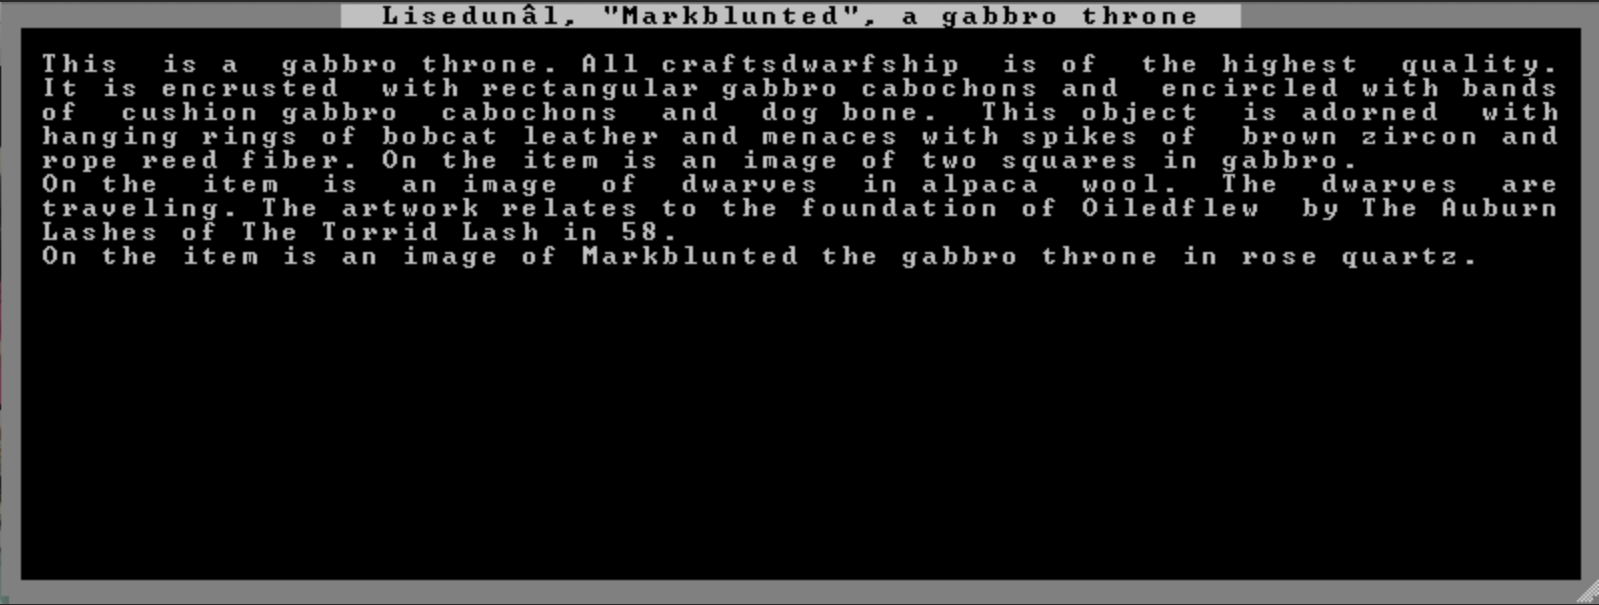 Lisedunâl, "Markblunted", a gabbro throne
This is a gabbro throne. All craftsdwarfship is of the highest quality.
It is encrusted with rectangular gabbro cabochons and encircled with bands
of cushion gabbro cabochons and dog bone. This object is adorned with
hanging rings of bobcat leather and menaces with spikes of brown zircon and
rope reed fiber. On the item is an image of two squares in gabbro.
On the item is an image of dwarves in alpaca wool. The dwarves are
traveling. The artwork relates to the foundation of Oiledflew by The Auburn
Lashes of The Torrid Lash in 58.
On the item is an image of Markblunted the gabbro throne in rose quartz.